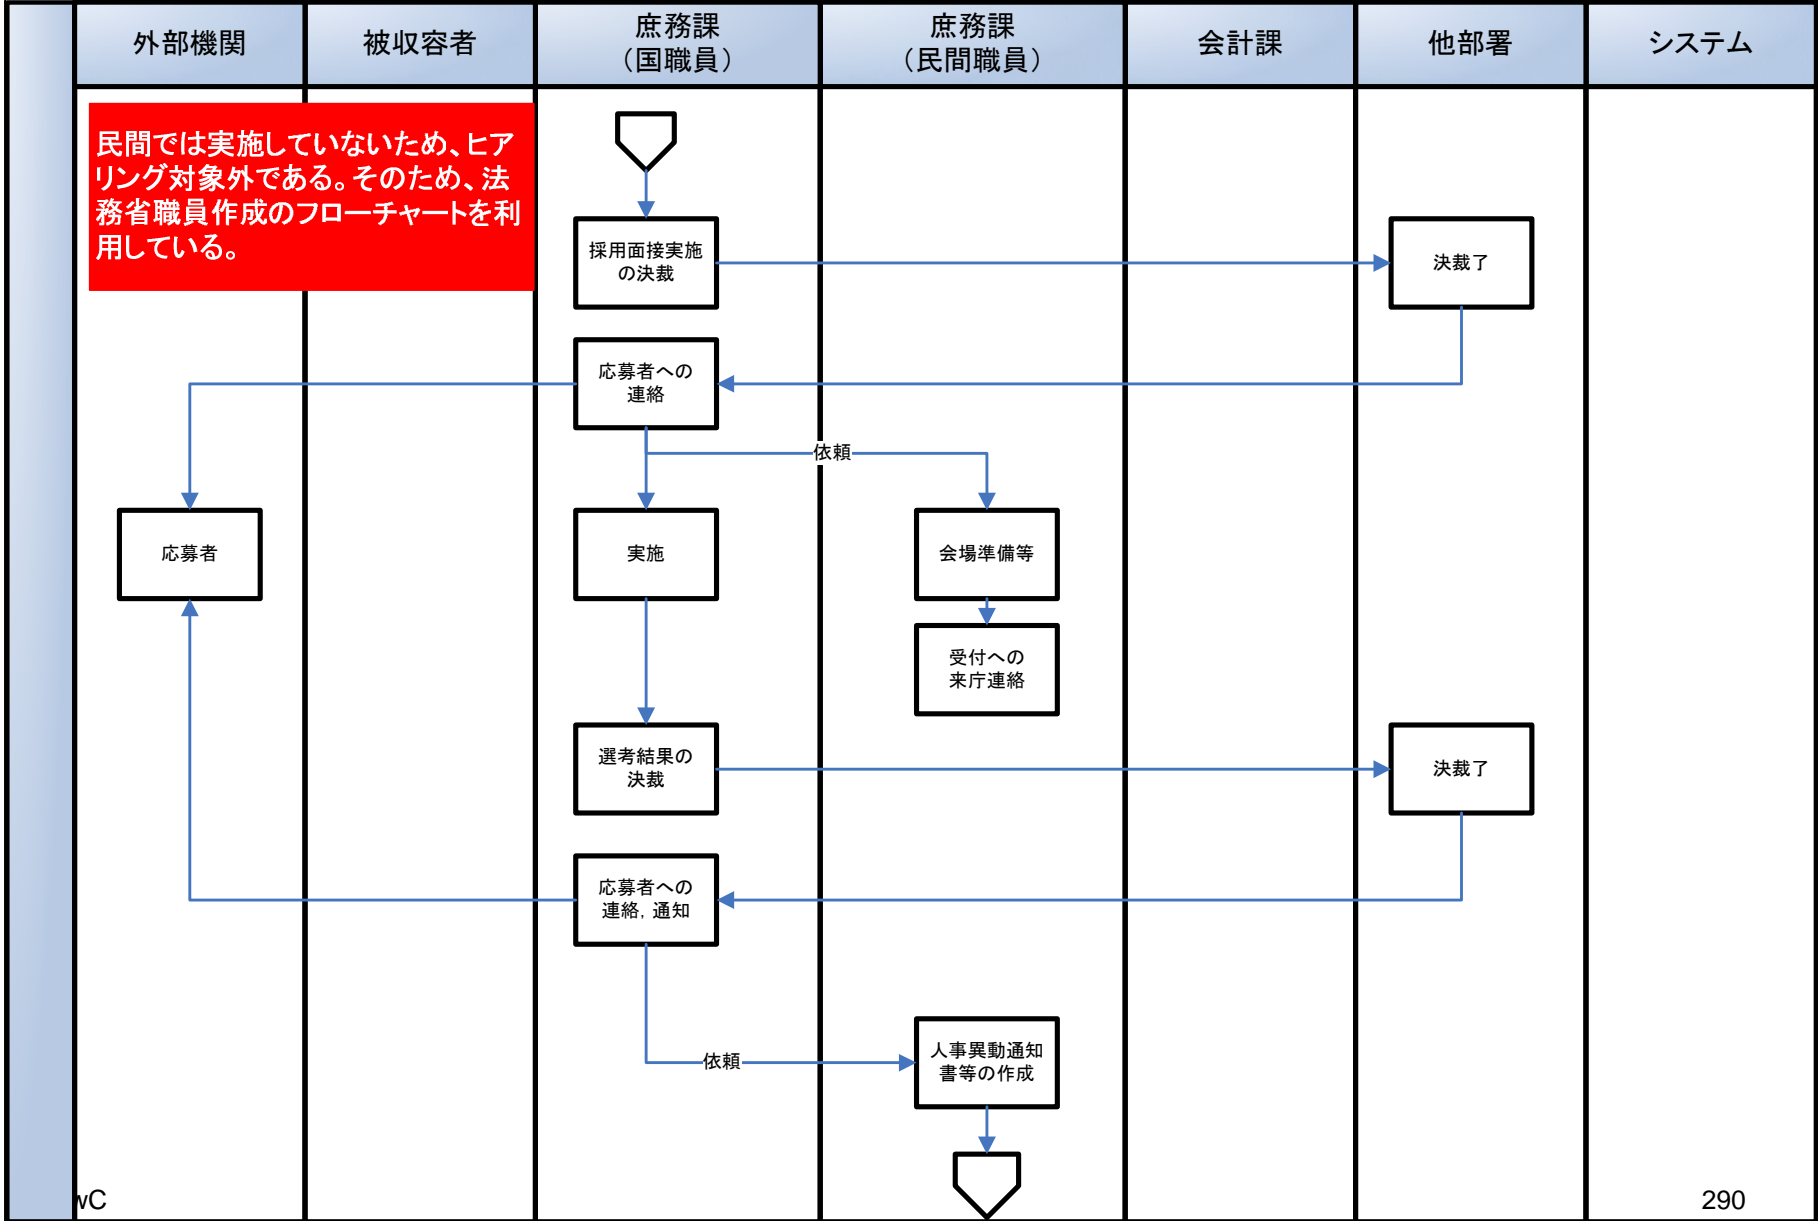 外部機関
被収容者
庶務課
（国職員）
庶務課
（民間職員）
会計課
他部署
システム
民間では実施していないため、ヒア
リング対象外である。そのため、法
務省職員作成のフローチャートを利
用している。
採用面接実施
の決裁
決裁了
応募者への
連絡
依頼
応募者
実施
会場準備等
受付への
来庁連絡
選考結果の
決裁
決裁了
応募者への
連絡，通知
依頼
人事異動通知
書等の作成
wC
290